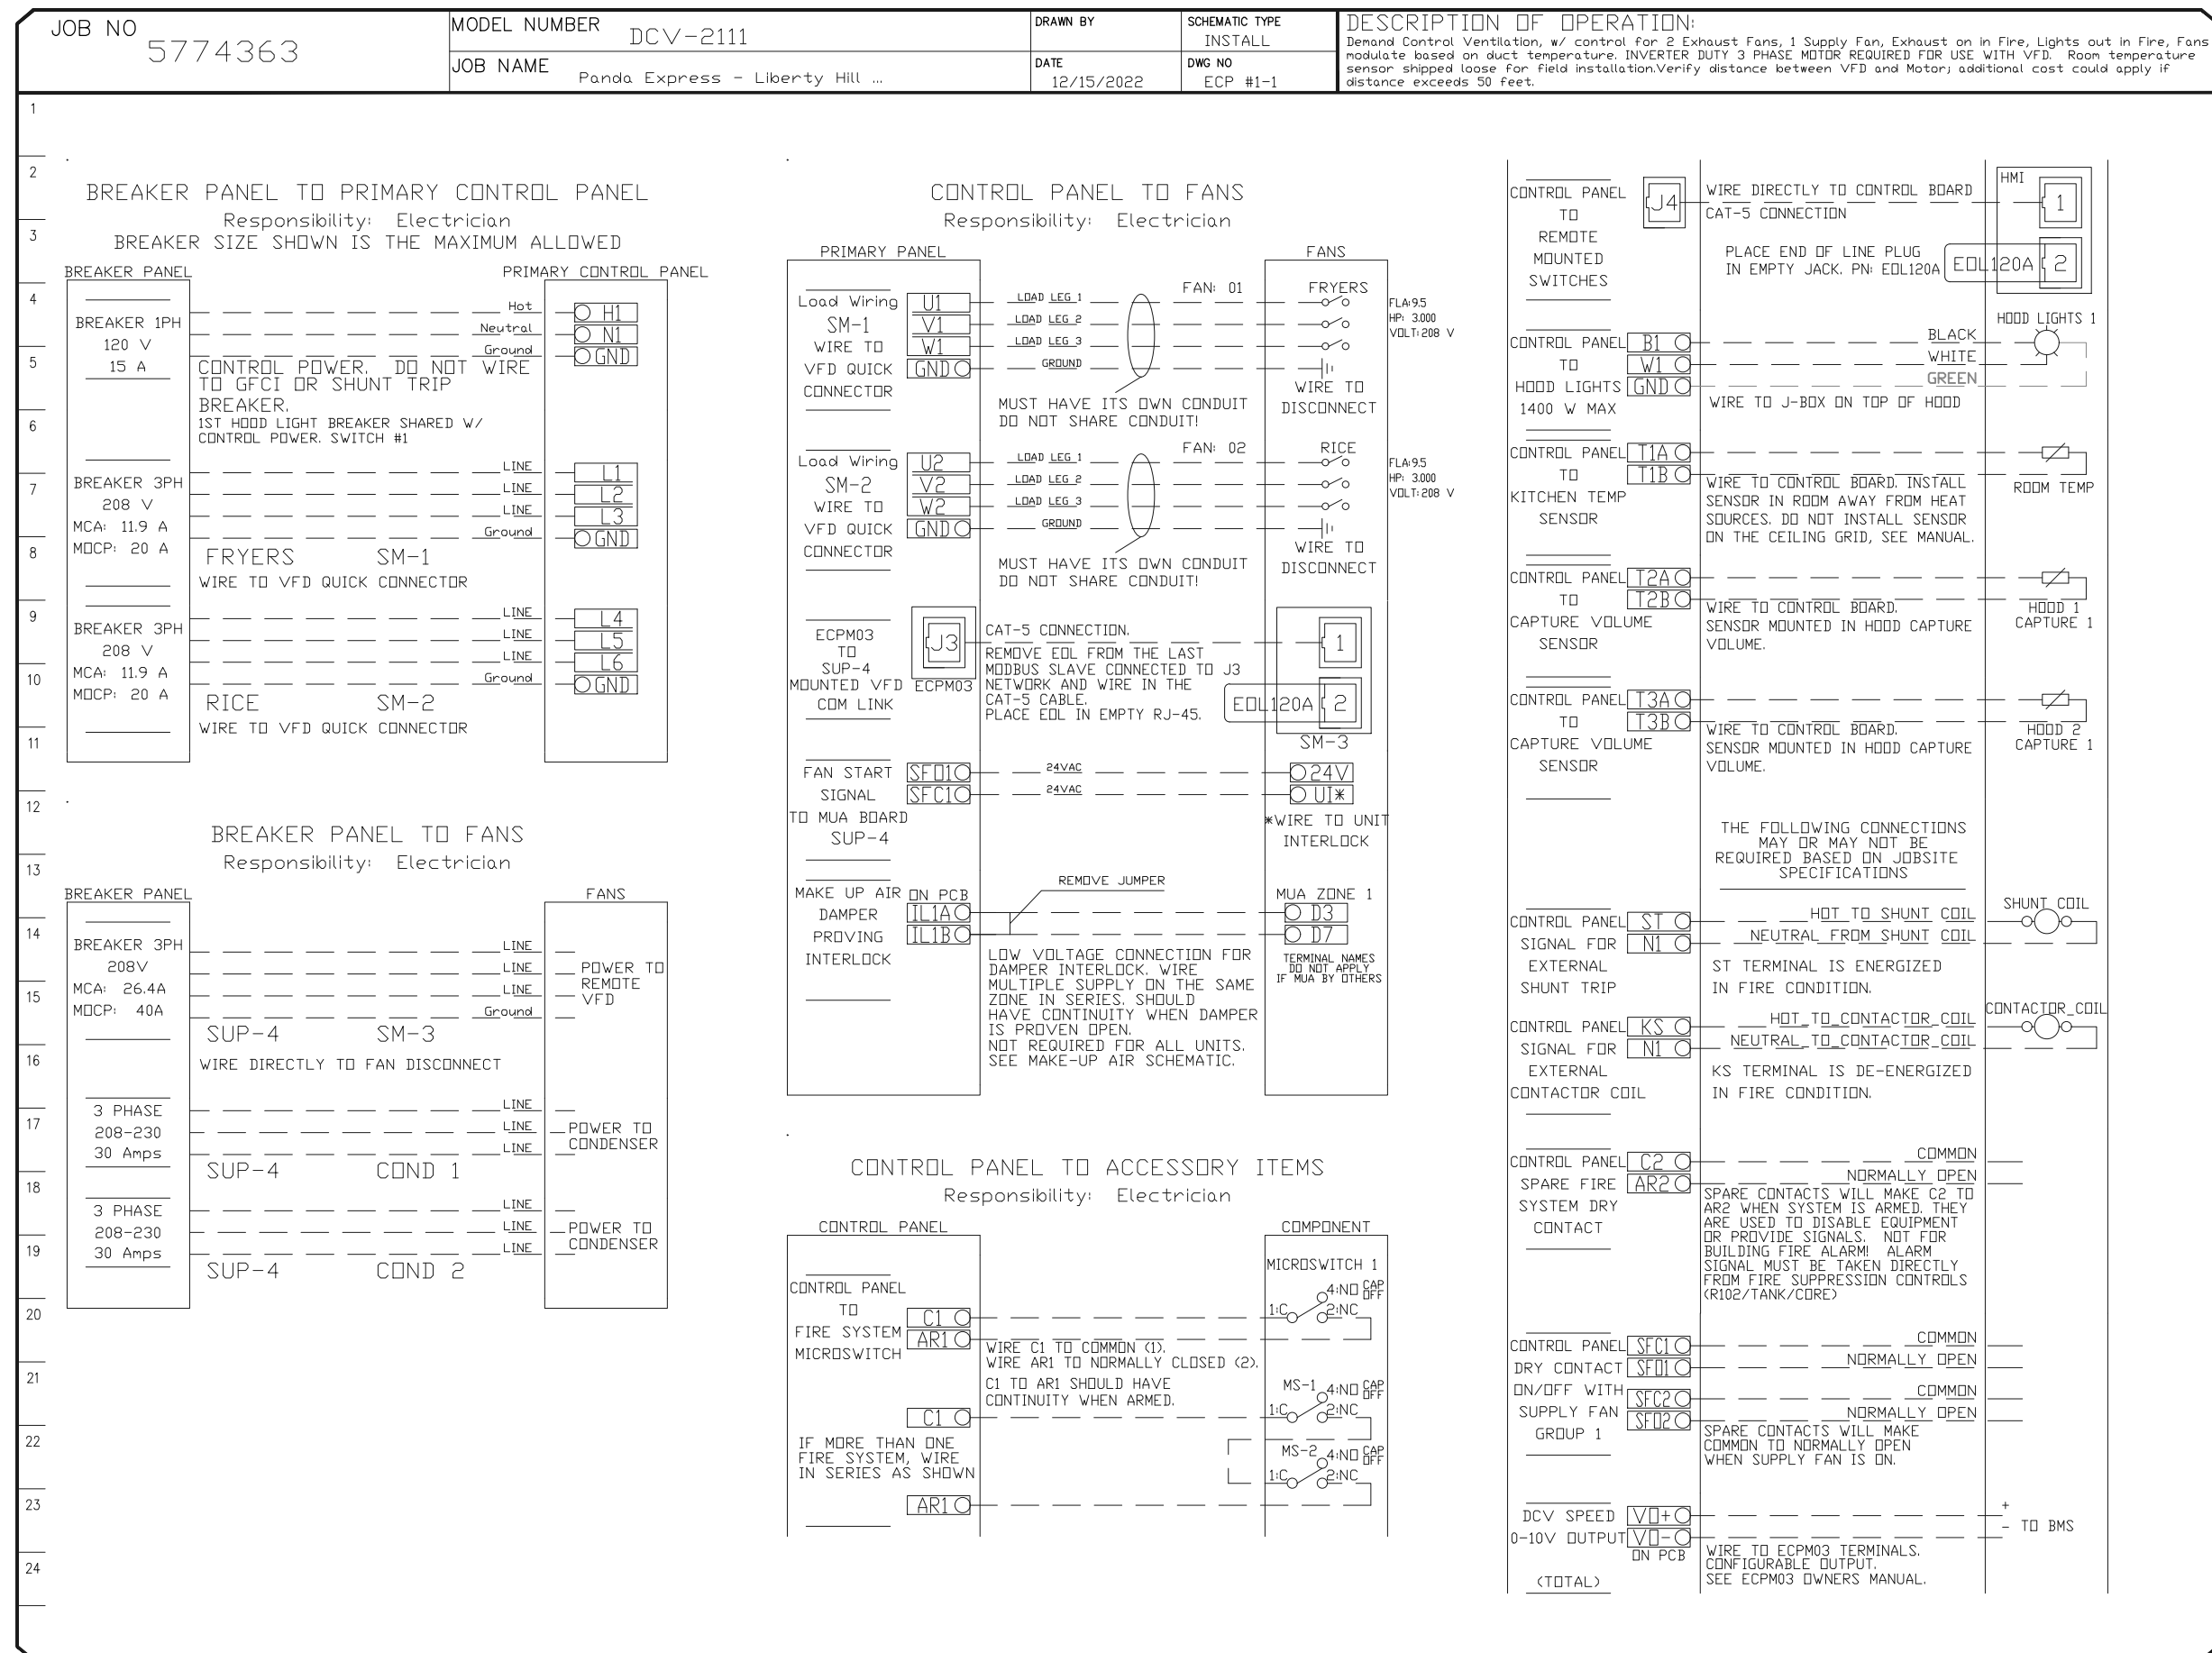 JOB NO
5774363
MODEL NUMBER
DCV-2111
JOB NAME
Panda Express - Liberty Hill ...
DRAWN BY
SCHEMATIC TYPE
INSTALL
DATE
12/15/2022
DWG NO
ECP #1-1
DESCRIPTION OF OPERATION:
Demand Control Ventilation, w/ control for 2 Exhaust Fans, 1 Supply Fan, Exhaust on in Fire, Lights out in Fire, Fans
modulate based on duct temperature. INVERTER DUTY 3 PHASE MOTOR REQUIRED FOR USE WITH VFD. Room temperature
sensor shipped loose for field installation.Verify distance between VFD and Motor; additional cost could apply if
distance exceeds 50 feet.
1
2
3
4
5
6
7
8
9
10
11
12
13
14
15
16
17
18
19
20
21
22
23
24
BREAKER PANEL TO PRIMARY CONTROL PANEL
Responsibility: Electrician
BREAKER SIZE SHOWN IS THE MAXIMUM ALLOWED
BREAKER PANEL
PRIMARY CONTROL PANEL
BREAKER 1PH
120 V
15 A
Hot
H1
Neutral
N1
Ground
GND
CONTROL POWER. DO NOT WIRE
TO GFCI OR SHUNT TRIP
BREAKER.
1ST HOOD LIGHT BREAKER SHARED W/
CONTROL POWER. SWITCH #1
BREAKER 3PH
208 V
MCA: 11.9 A
MOCP: 20 A
LINE
L1
LINE
L2
LINE
L3
Ground
GND
FRYERS SM-1
WIRE TO VFD QUICK CONNECTOR
BREAKER 3PH
208 V
MCA: 11.9 A
MOCP: 20 A
LINE
L4
LINE
L5
LINE
L6
Ground
GND
RICE SM-2
WIRE TO VFD QUICK CONNECTOR
BREAKER PANEL TO FANS
Responsibility: Electrician
BREAKER PANEL
FANS
BREAKER 3PH
208V
MCA: 26.4A
MOCP: 40A
LINE
LINE
LINE
Ground
POWER TO
REMOTE
VFD
SUP-4 SM-3
WIRE DIRECTLY TO FAN DISCONNECT
3 PHASE
208-230
30 Amps
LINE
LINE
LINE
POWER TO
CONDENSER
SUP-4 COND 1
3 PHASE
208-230
30 Amps
LINE
LINE
LINE
POWER TO
CONDENSER
SUP-4 COND 2
CONTROL PANEL TO FANS
Responsibility: Electrician
PRIMARY PANEL
FANS
Load Wiring
SM-1
WIRE TO
VFD QUICK
CONNECTOR
U1
V1
W1
GND
LOAD LEG 1
LOAD LEG 2
LOAD LEG 3
GROUND
FAN: 01
FRYERS
FLA:9.5
HP: 3.000
VOLT:208 V
WIRE TO
DISCONNECT
MUST HAVE ITS OWN CONDUIT
DO NOT SHARE CONDUIT!
Load Wiring
SM-2
WIRE TO
VFD QUICK
CONNECTOR
U2
V2
W2
GND
LOAD LEG 1
LOAD LEG 2
LOAD LEG 3
GROUND
FAN: 02
RICE
FLA:9.5
HP: 3.000
VOLT:208 V
WIRE TO
DISCONNECT
MUST HAVE ITS OWN CONDUIT
DO NOT SHARE CONDUIT!
ECPM03
TO
SUP-4
MOUNTED VFD
COM LINK
J3
ECPM03
CAT-5 CONNECTION.
REMOVE EOL FROM THE LAST
MODBUS SLAVE CONNECTED TO J3
NETWORK AND WIRE IN THE
CAT-5 CABLE.
PLACE EOL IN EMPTY RJ-45.
1
EOL120A
2
SM-3
FAN START
SIGNAL
TO MUA BOARD
SUP-4
SFO1
SFC1
24VAC
24VAC
24V
UI*
*WIRE TO UNIT
INTERLOCK
REMOVE JUMPER
MAKE UP AIR
DAMPER
PROVING
INTERLOCK
ON PCB
IL1A
IL1B
MUA ZONE 1
D3
D7
TERMINAL NAMES
DO NOT APPLY
IF MUA BY OTHERS
LOW VOLTAGE CONNECTION FOR
DAMPER INTERLOCK. WIRE
MULTIPLE SUPPLY ON THE SAME
ZONE IN SERIES. SHOULD
HAVE CONTINUITY WHEN DAMPER
IS PROVEN OPEN.
NOT REQUIRED FOR ALL UNITS.
SEE MAKE-UP AIR SCHEMATIC.
CONTROL PANEL TO ACCESSORY ITEMS
Responsibility: Electrician
CONTROL PANEL
COMPONENT
CONTROL PANEL
TO
FIRE SYSTEM
MICROSWITCH
C1
AR1
MICROSWITCH 1
4:NO CAP OFF
1:C
2:NC
WIRE C1 TO COMMON (1).
WIRE AR1 TO NORMALLY CLOSED (2).
C1 TO AR1 SHOULD HAVE
CONTINUITY WHEN ARMED.
C1
IF MORE THAN ONE
FIRE SYSTEM, WIRE
IN SERIES AS SHOWN
AR1
MS-1
4:NO CAP OFF
1:C
2:NC
MS-2
4:NO CAP OFF
1:C
2:NC
CONTROL PANEL
TO
REMOTE
MOUNTED
SWITCHES
J4
WIRE DIRECTLY TO CONTROL BOARD
CAT-5 CONNECTION
PLACE END OF LINE PLUG
IN EMPTY JACK. PN: EOL120A
HMI
1
EOL120A
2
CONTROL PANEL
TO
HOOD LIGHTS
1400 W MAX
B1
W1
GND
BLACK
WHITE
GREEN
HOOD LIGHTS 1
WIRE TO J-BOX ON TOP OF HOOD
CONTROL PANEL
TO
KITCHEN TEMP
SENSOR
T1A
T1B
WIRE TO CONTROL BOARD. INSTALL
SENSOR IN ROOM AWAY FROM HEAT
SOURCES. DO NOT INSTALL SENSOR
ON THE CEILING GRID, SEE MANUAL.
ROOM TEMP
CONTROL PANEL
TO
CAPTURE VOLUME
SENSOR
T2A
T2B
WIRE TO CONTROL BOARD.
SENSOR MOUNTED IN HOOD CAPTURE
VOLUME.
HOOD 1
CAPTURE 1
CONTROL PANEL
TO
CAPTURE VOLUME
SENSOR
T3A
T3B
WIRE TO CONTROL BOARD.
SENSOR MOUNTED IN HOOD CAPTURE
VOLUME.
HOOD 2
CAPTURE 1
THE FOLLOWING CONNECTIONS
MAY OR MAY NOT BE
REQUIRED BASED ON JOBSITE
SPECIFICATIONS
CONTROL PANEL
SIGNAL FOR
EXTERNAL
SHUNT TRIP
ST
N1
HOT TO SHUNT COIL
NEUTRAL FROM SHUNT COIL
SHUNT COIL
ST TERMINAL IS ENERGIZED
IN FIRE CONDITION.
CONTROL PANEL
SIGNAL FOR
EXTERNAL
CONTACTOR COIL
KS
N1
HOT_TO_CONTACTOR_COIL
NEUTRAL_TO_CONTACTOR_COIL
CONTACTOR_COIL
KS TERMINAL IS DE-ENERGIZED
IN FIRE CONDITION.
CONTROL PANEL
SPARE FIRE
SYSTEM DRY
CONTACT
C2
AR2
COMMON
NORMALLY OPEN
SPARE CONTACTS WILL MAKE C2 TO
AR2 WHEN SYSTEM IS ARMED. THEY
ARE USED TO DISABLE EQUIPMENT
OR PROVIDE SIGNALS. NOT FOR
BUILDING FIRE ALARM! ALARM
SIGNAL MUST BE TAKEN DIRECTLY
FROM FIRE SUPPRESSION CONTROLS
(R102/TANK/CORE)
CONTROL PANEL
DRY CONTACT
ON/OFF WITH
SUPPLY FAN
GROUP 1
SFC1
SFO1
SFC2
SFO2
COMMON
NORMALLY OPEN
COMMON
NORMALLY OPEN
SPARE CONTACTS WILL MAKE
COMMON TO NORMALLY OPEN
WHEN SUPPLY FAN IS ON.
DCV SPEED
0-10V OUTPUT
(TOTAL)
VO+
VO-
ON PCB
+
- TO BMS
WIRE TO ECPM03 TERMINALS.
CONFIGURABLE OUTPUT.
SEE ECPM03 OWNERS MANUAL.